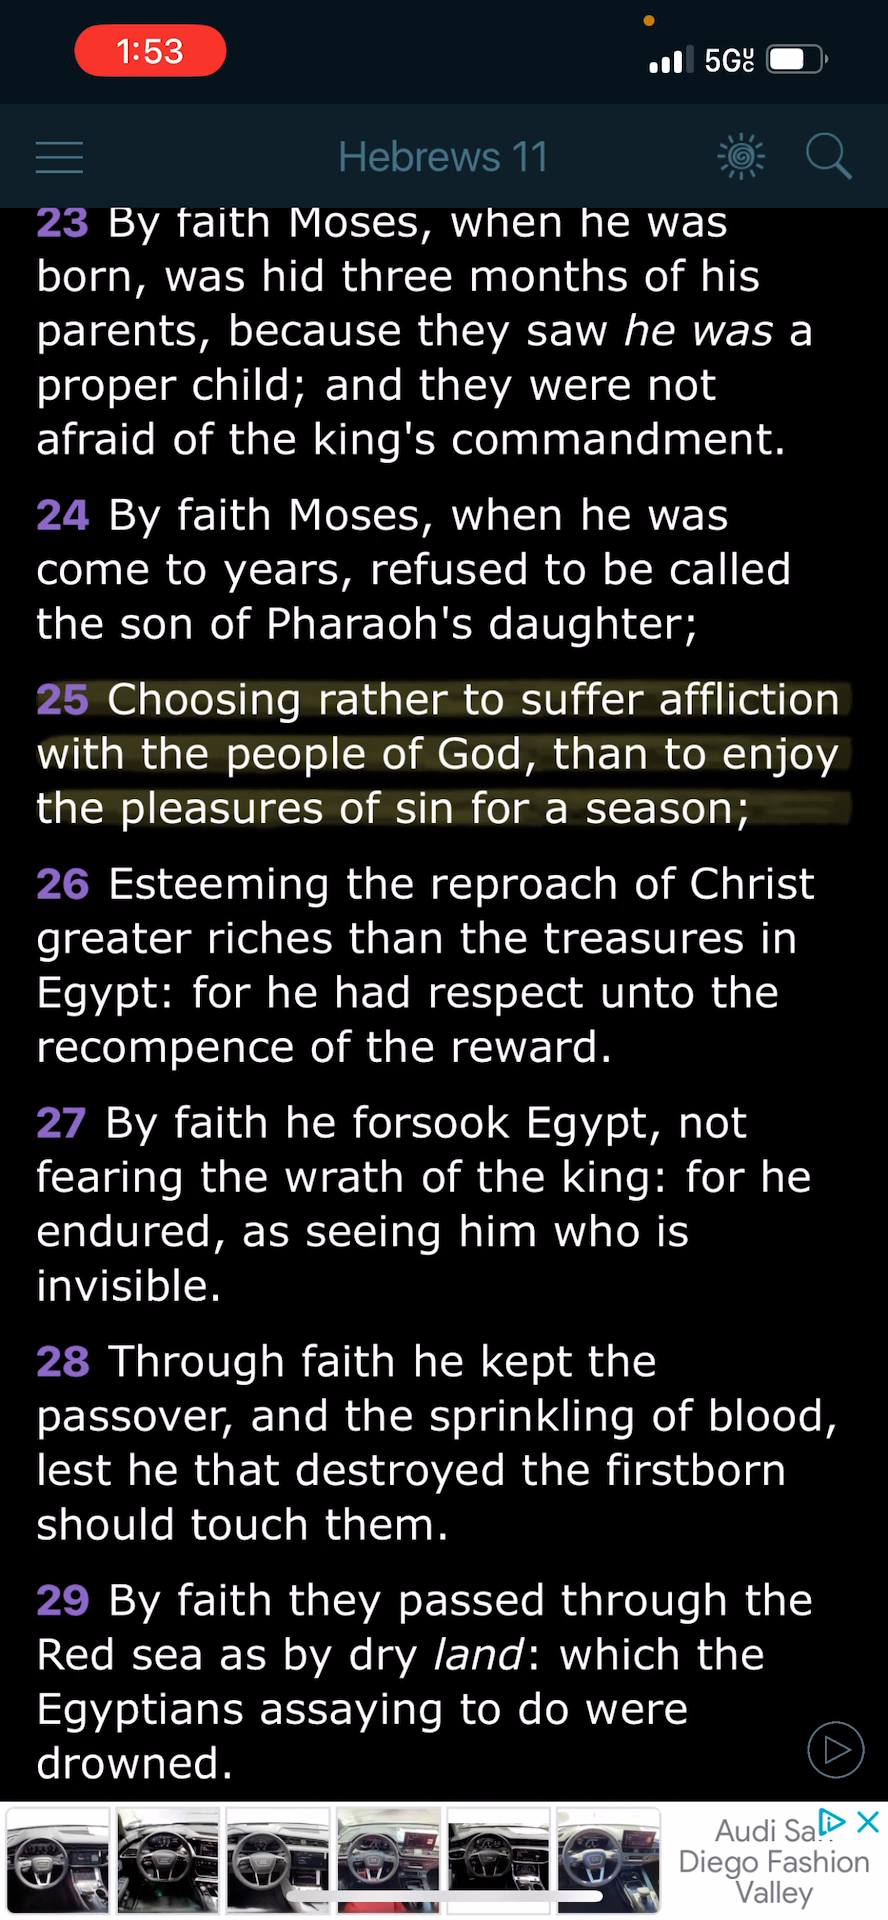 1:53
5GUC
Hebrews 11
23 By faith Moses, when he was
born, was hid three months of his
parents, because they saw he was a
proper child; and they were not
afraid of the king's commandment.
24 By faith Moses, when he was
come to years, refused to be called
the son of Pharaoh's daughter;
25 Choosing rather to suffer affliction
with the people of God, than to enjoy
the pleasures of sin for a season;
26 Esteeming the reproach of Christ
greater riches than the treasures in
Egypt: for he had respect unto the
recompence of the reward.
27 By faith he forsook Egypt, not
fearing the wrath of the king: for he
endured, as seeing him who is
invisible.
28 Through faith he kept the
passover, and the sprinkling of blood,
lest he that destroyed the firstborn
should touch them.
29 By faith they passed through the
Red sea as by dry land: which the
Egyptians assaying to do were
drowned.
Audi
Diego Fashion
Valley